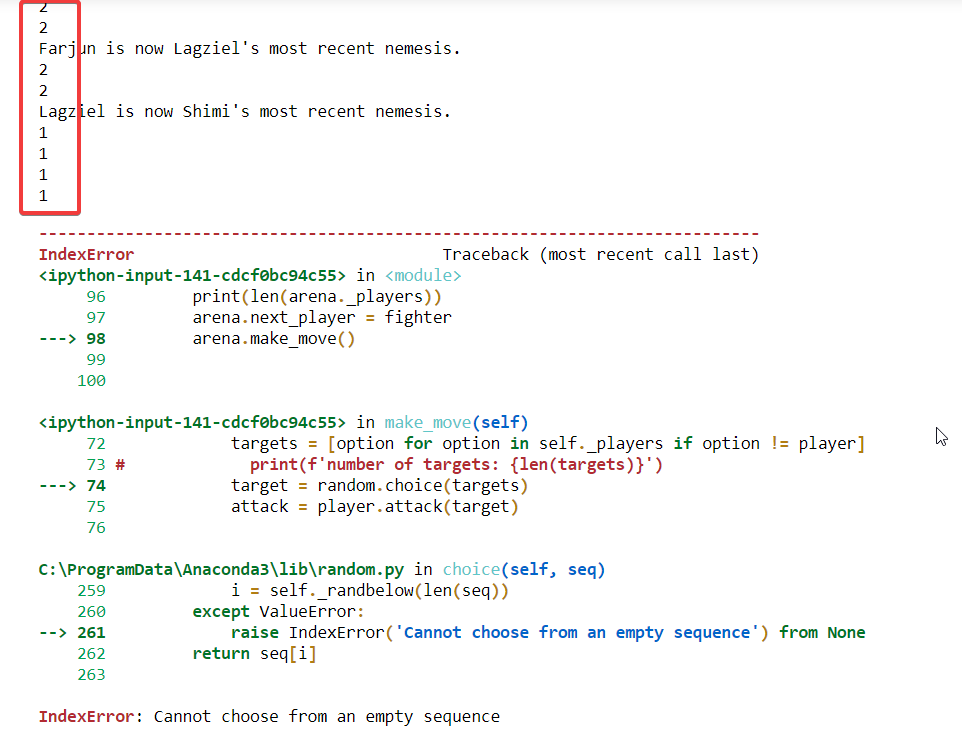 2
2
Farjun is now Lagziel's most recent nemesis.
2
2
Lagziel is now Shimi's most recent nemesis.
1
1
1
1
---------------------------------------------------------------------------
IndexError                                Traceback (most recent call last)
<ipython-input-141-cdcf0bc94c55> in <module>
     96         print(len(arena._players))
     97         arena.next_player = fighter
---> 98         arena.make_move()
     99
    100
<ipython-input-141-cdcf0bc94c55> in make_move(self)
     72             targets = [option for option in self._players if option != player]
     73 #             print(f'number of targets: {len(targets)}')
---> 74             target = random.choice(targets)
     75             attack = player.attack(target)
     76
C:\ProgramData\Anaconda3\lib\random.py in choice(self, seq)
    259             i = self._randbelow(len(seq))
    260         except ValueError:
--> 261             raise IndexError('Cannot choose from an empty sequence') from None
    262         return seq[i]
    263
IndexError: Cannot choose from an empty sequence